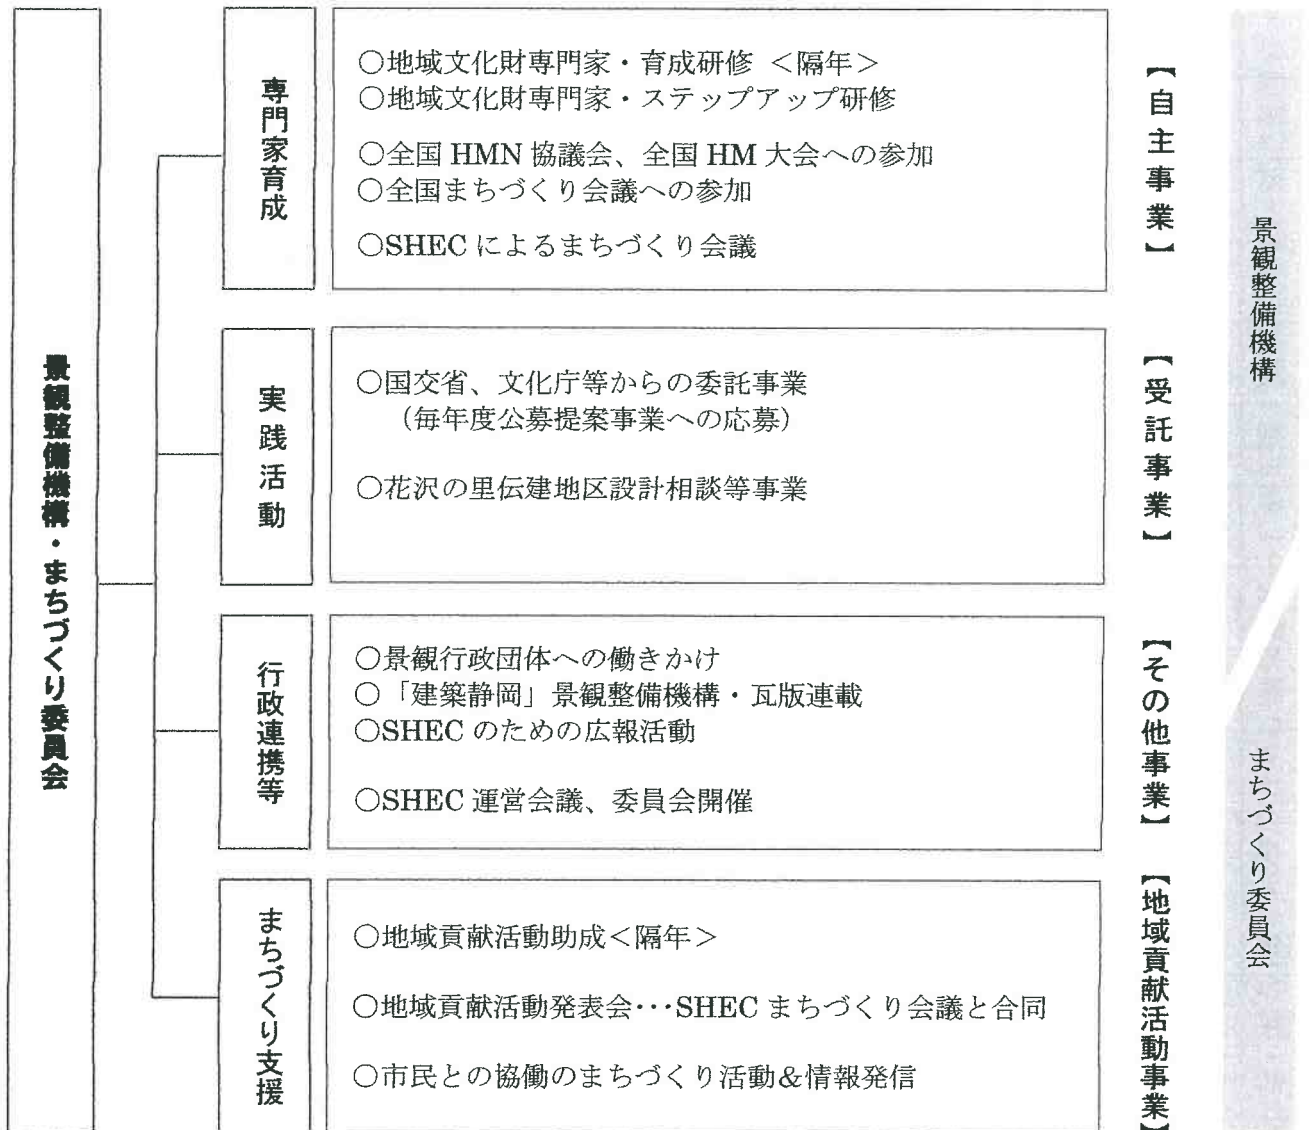 景観整備機構・まちづくり委員会
専門家育成
○地域文化財専門家・育成研修 ＜隔年＞
○地域文化財専門家・ステップアップ研修
○全国 HMN 協議会、全国 HM 大会への参加
○全国まちづくり会議への参加
○SHEC によるまちづくり会議
【自主事業】
実践活動
○国交省、文化庁等からの委託事業
（毎年度公募提案事業への応募）
○花沢の里伝建地区設計相談等事業
【受託事業】
行政連携等
○景観行政団体への働きかけ
○「建築静岡」景観整備機構・瓦版連載
○SHEC のための広報活動
○SHEC 運営会議、委員会開催
【その他事業】
まちづくり支援
○地域貢献活動助成＜隔年＞
○地域貢献活動発表会･･･SHEC まちづくり会議と合同
○市民との協働のまちづくり活動&情報発信
【地域貢献活動事業】
景観整備機構
まちづくり委員会